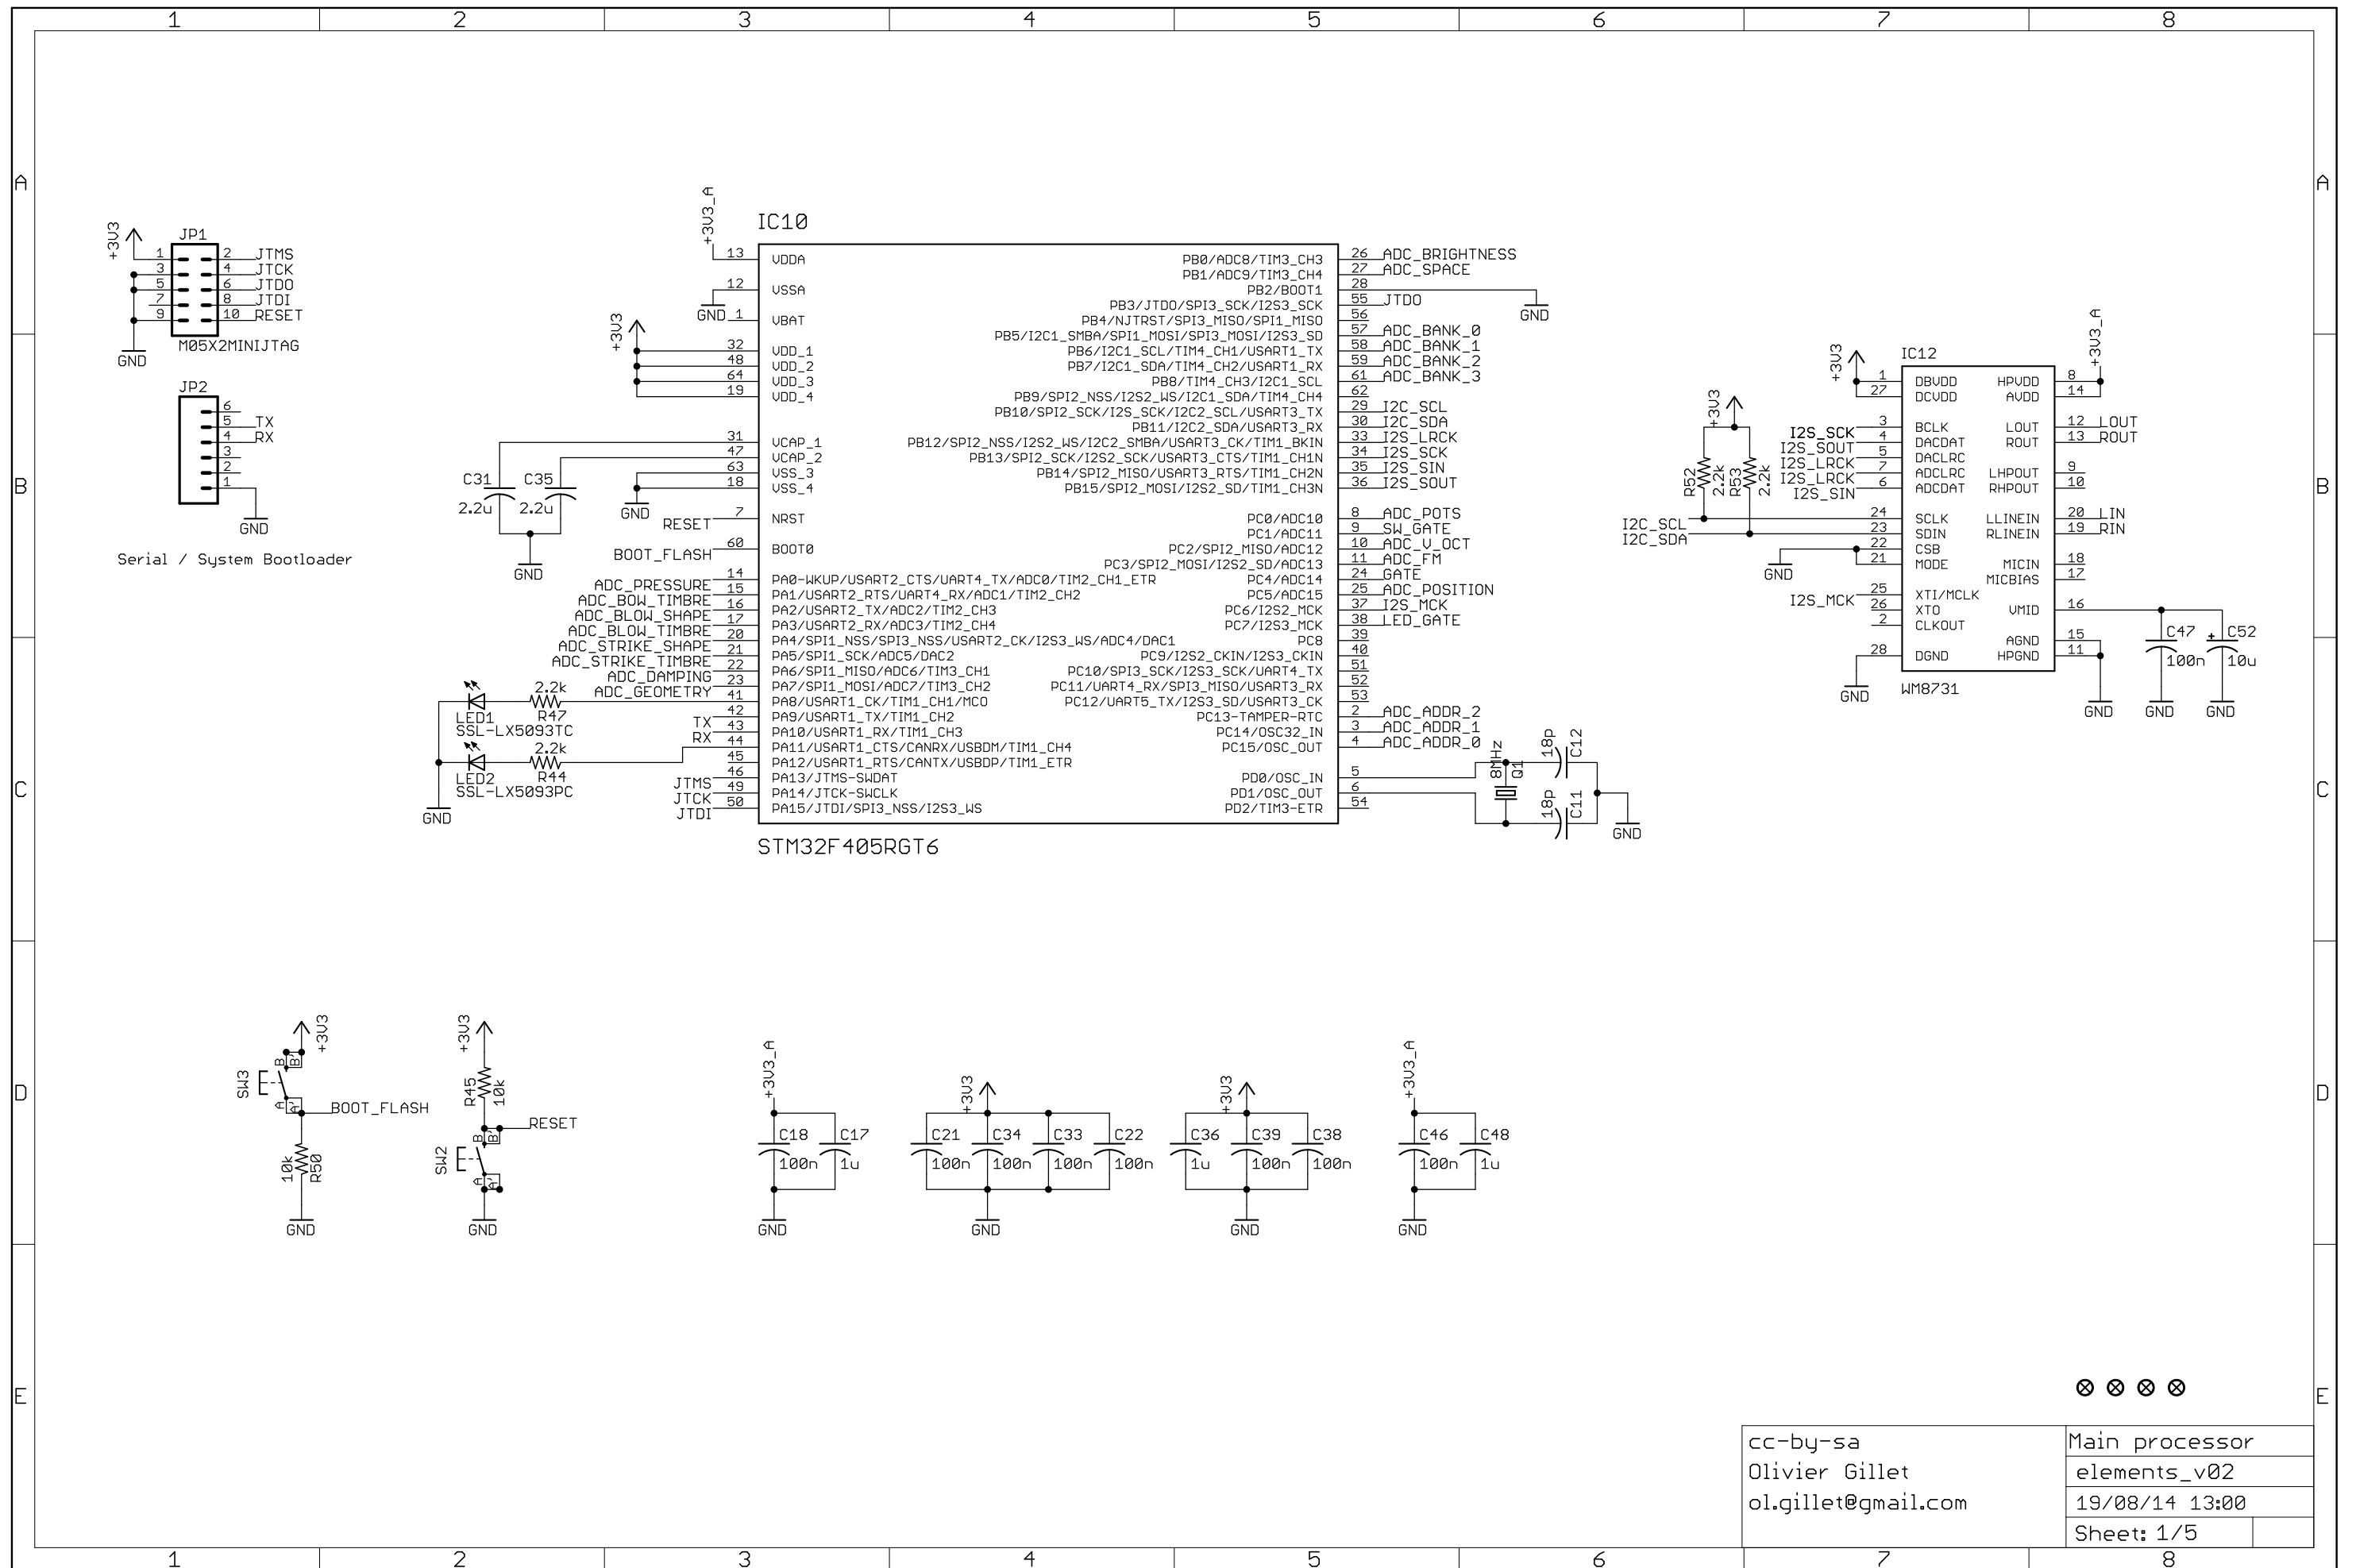 1 2 3 4 5 6 7 8
A A
B B
C C
D D
E E
+3V3
JP1
1 2 JTMS
3 4 JTCK
5 6 JTDO
7 8 JTDI
9 10 RESET
GND
M05X2MINIJTAG
JP2
6
5 TX
4 RX
3
2
1
GND
Serial / System Bootloader
IC10
+3V3_A
13 VDDA
12 VSSA
GND
1 VBAT
+3V3
32 VDD_1
48 VDD_2
64 VDD_3
19 VDD_4
31 VCAP_1
47 VCAP_2
63 VSS_3
18 VSS_4
GND
C31 2.2u
C35 2.2u
GND
RESET 7 NRST
BOOT_FLASH 60 BOOT0
ADC_PRESSURE 14 PA0-WKUP/USART2_CTS/UART4_TX/ADC0/TIM2_CH1_ETR
ADC_BOW_TIMBRE 15 PA1/USART2_RTS/UART4_RX/ADC1/TIM2_CH2
ADC_BLOW_SHAPE 16 PA2/USART2_TX/ADC2/TIM2_CH3
ADC_BLOW_TIMBRE 17 PA3/USART2_RX/ADC3/TIM2_CH4
ADC_STRIKE_SHAPE 20 PA4/SPI1_NSS/SPI3_NSS/USART2_CK/I2S3_WS/ADC4/DAC1
ADC_STRIKE_TIMBRE 21 PA5/SPI1_SCK/ADC5/DAC2
ADC_DAMPING 22 PA6/SPI1_MISO/ADC6/TIM3_CH1
ADC_GEOMETRY 23 PA7/SPI1_MOSI/ADC7/TIM3_CH2
41 PA8/USART1_CK/TIM1_CH1/MCO
TX 42 PA9/USART1_TX/TIM1_CH2
RX 43 PA10/USART1_RX/TIM1_CH3
44 PA11/USART1_CTS/CANRX/USBDM/TIM1_CH4
45 PA12/USART1_RTS/CANTX/USBDP/TIM1_ETR
JTMS 46 PA13/JTMS-SWDAT
JTCK 49 PA14/JTCK-SWCLK
JTDI 50 PA15/JTDI/SPI3_NSS/I2S3_WS
2.2k
R47
LED1
SSL-LX5093TC
2.2k
R44
LED2
SSL-LX5093PC
GND
PB0/ADC8/TIM3_CH3 26 ADC_BRIGHTNESS
PB1/ADC9/TIM3_CH4 27 ADC_SPACE
PB2/BOOT1 28
GND
PB3/JTDO/SPI3_SCK/I2S3_SCK 55 JTDO
PB4/NJTRST/SPI3_MISO/SPI1_MISO 56
PB5/I2C1_SMBA/SPI1_MOSI/SPI3_MOSI/I2S3_SD 57 ADC_BANK_0
PB6/I2C1_SCL/TIM4_CH1/USART1_TX 58 ADC_BANK_1
PB7/I2C1_SDA/TIM4_CH2/USART1_RX 59 ADC_BANK_2
PB8/TIM4_CH3/I2C1_SCL 61 ADC_BANK_3
PB9/SPI2_NSS/I2S2_WS/I2C1_SDA/TIM4_CH4 62
PB10/SPI2_SCK/I2S_SCK/I2C2_SCL/USART3_TX 29 I2C_SCL
PB11/I2C2_SDA/USART3_RX 30 I2C_SDA
PB12/SPI2_NSS/I2S2_WS/I2C2_SMBA/USART3_CK/TIM1_BKIN 33 I2S_LRCK
PB13/SPI2_SCK/I2S2_SCK/USART3_CTS/TIM1_CH1N 34 I2S_SCK
PB14/SPI2_MISO/USART3_RTS/TIM1_CH2N 35 I2S_SIN
PB15/SPI2_MOSI/I2S2_SD/TIM1_CH3N 36 I2S_SOUT
PC0/ADC10 8 ADC_POTS
PC1/ADC11 9 SW_GATE
PC2/SPI2_MISO/ADC12 10 ADC_V_OCT
PC3/SPI2_MOSI/I2S2_SD/ADC13 11 ADC_FM
PC4/ADC14 24 GATE
PC5/ADC15 25 ADC_POSITION
PC6/I2S2_MCK 37 I2S_MCK
PC7/I2S3_MCK 38 LED_GATE
PC8 39
PC9/I2S2_CKIN/I2S3_CKIN 40
PC10/SPI3_SCK/I2S3_SCK/UART4_TX 51
PC11/UART4_RX/SPI3_MISO/USART3_RX 52
PC12/UART5_TX/I2S3_SD/USART3_CK 53
PC13-TAMPER-RTC 2 ADC_ADDR_2
PC14/OSC32_IN 3 ADC_ADDR_1
PC15/OSC_OUT 4 ADC_ADDR_0
PD0/OSC_IN 5
PD1/OSC_OUT 6
PD2/TIM3-ETR 54
STM32F405RGT6
8MHz
Q1
18p
C12
18p
C11
GND
IC12
+3V3
1 DBVDD
27 DCVDD
I2S_SCK 3 BCLK
I2S_SOUT 4 DACDAT
I2S_LRCK 5 DACLRC
I2S_LRCK 7 ADCLRC
I2S_SIN 6 ADCDAT
+3V3
R52 2.2k
R53 2.2k
I2C_SCL 24 SCLK
I2C_SDA 23 SDIN
22 CSB
21 MODE
GND
I2S_MCK 25 XTI/MCLK
26 XTO
2 CLKOUT
28 DGND
GND
+3V3_A
HPVDD 8
AVDD 14
LOUT 12 LOUT
ROUT 13 ROUT
LHPOUT 9
RHPOUT 10
LLINEIN 20 LIN
RLINEIN 19 RIN
MICIN 18
MICBIAS 17
VMID 16
AGND 15
HPGND 11
WM8731
C47 100n
C52 10u
+
GND GND GND
+3V3
SW3
B B'
A A'
BOOT_FLASH
10k
R50
GND
+3V3
R45
10k
RESET
SW2
B B'
A A'
GND
+3V3_A
C18 C17
100n 1u
GND
+3V3
C21 C34 C33 C22
100n 100n 100n 100n
GND
+3V3
C36 C39 C38
1u 100n 100n
GND
+3V3_A
C46 C48
100n 1u
GND
cc-by-sa
Olivier Gillet
ol.gillet@gmail.com
Main processor
elements_v02
19/08/14 13:00
Sheet: 1/5
1 2 3 4 5 6 7 8